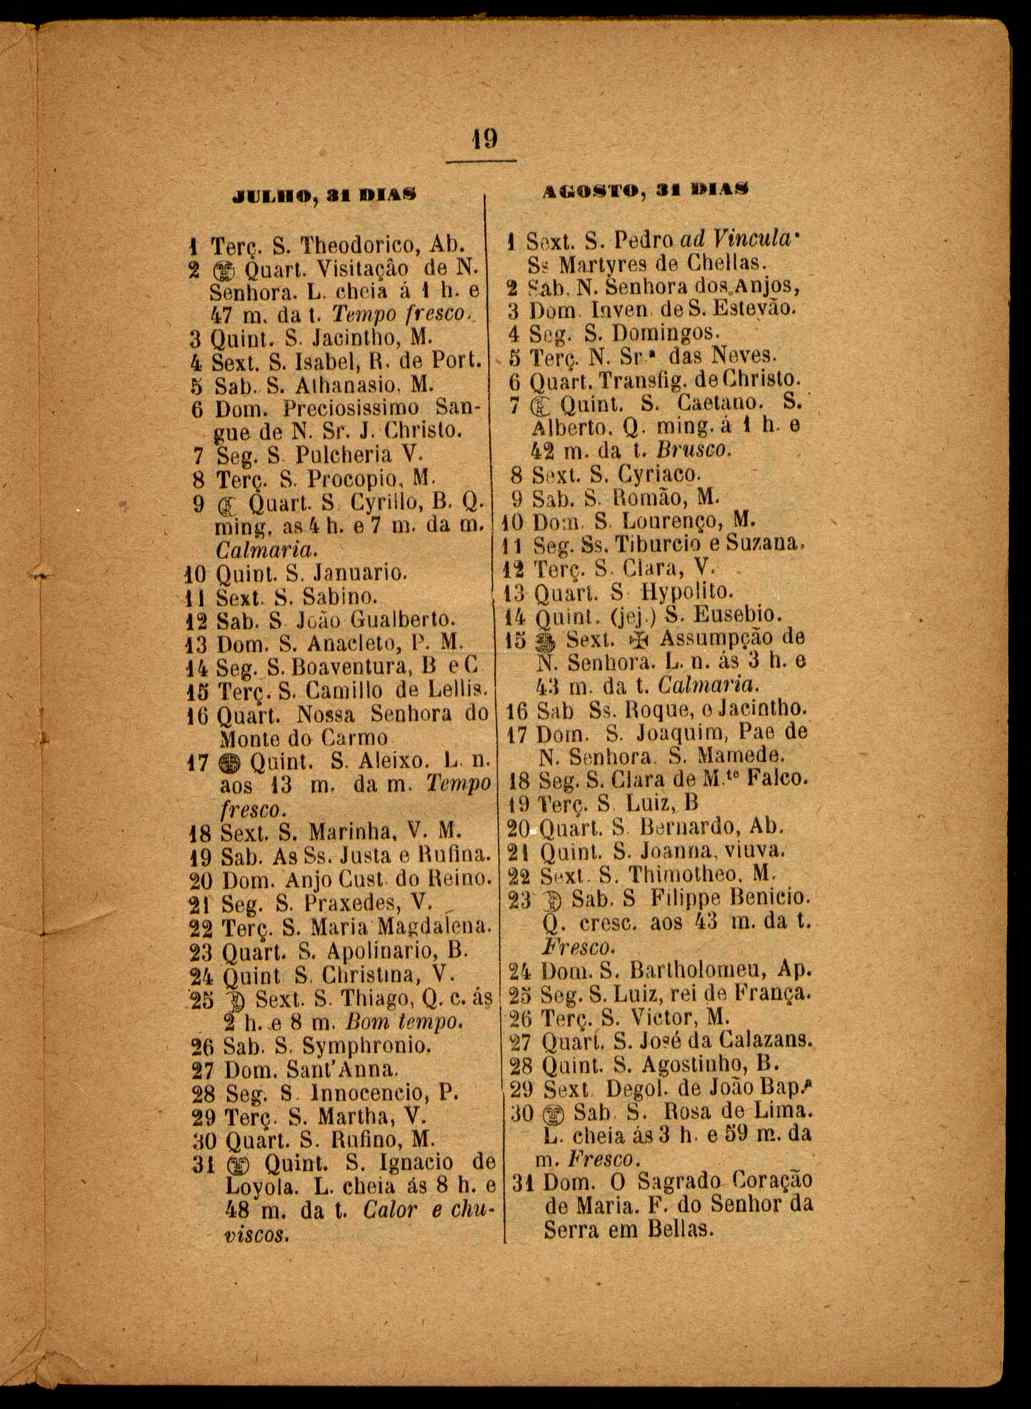 19
JULHO, 31 DIAS
1 Terç. S. Theodorico, Ab.
2 Quart. Visitação de N.
Senhora. L. cheia á 1 h. e
47 m. da t. Tempo fresco.
3 Quint. S. Jacintho, M.
4 Sext. S. Isabel, R. de Port.
5 Sab. S. Athanasio, M.
6 Dom. Preciosissimo San-
gue de N. Sr. J. Christo.
7 Seg. S. Pulcheria V.
8 Terç. S. Procopio, M.
9 Quart. S. Cyrillo, B. Q.
ming. as 4 h. e 7 m. da m.
Calmaria.
10 Quint. S. Januario.
11 Sext. S. Sabino.
12 Sab. S João Gualberto.
13 Dom. S. Anacleto, P. M.
14 Seg. S. Boaventura, B e C
15 Terç. S. Camillo de Lellis.
16 Quart. Nossa Senhora do
Monte do Carmo
17 Quint. S. Aleixo. L. n.
aos 13 m. da m. Tempo
fresco.
18 Sext. S. Marinha, V. M.
19 Sab. As Ss. Justa e Rufina.
20 Dom. Anjo Cust. do Reino.
21 Seg. S. Praxedes, V.
22 Terç. S. Maria Magdalena.
23 Quart. S. Apolinario, B.
24 Quint S. Christina, V.
25 Sext. S. Thiago, Q. c. ás
2 h. e 8 m. Bom tempo.
26 Sab. S. Symphronio.
27 Dom. Sant'Anna.
28 Seg. S. Innocencio, P.
29 Terç. S. Martha, V.
30 Quart. S. Rufino, M.
31 Quint. S. Ignacio de
Loyola. L. cheia ás 8 h. e
48 m. da t. Calor e chu-
viscos.
AGOSTO, 31 DIAS
1 Sext. S. Pedro ad Vincula.
Ss Martyres de Chellas.
2 Sab. N. Senhora dos Anjos,
3 Dom. Inven. de S. Estevão.
4 Seg. S. Domingos.
5 Terç. N. Sr.ª das Neves.
6 Quart. Transfig. de Christo.
7 Quint. S. Caetano. S.
Alberto. Q. ming. á 1 h. e
42 m. da t. Brusco.
8 Sext. S. Cyriaco.
9 Sab. S. Romão, M.
10 Dom. S. Lourenço, M.
11 Seg. Ss. Tiburcio e Suzana.
12 Terç. S. Clara, V.
13 Quart. S Hypolito.
14 Quint. (jej.) S. Eusebio.
15 Sext. ✠ Assumpção de
N. Senhora. L. n. ás 3 h. e
43 m. da t. Calmaria.
16 Sab Ss. Roque, e Jacintho.
17 Dom. S. Joaquim, Pae de
N. Senhora. S. Mamede.
18 Seg. S. Clara de M.te Falco.
19 Terç. S. Luiz, B
20 Quart. S. Bernardo, Ab.
21 Quint. S. Joanna, viuva.
22 Sext. S. Thimotheo, M.
23 Sab. S Filippe Benicio.
Q. cresc. aos 43 m. da t.
Fresco.
24 Dom. S. Bartholomeu, Ap.
25 Seg. S. Luiz, rei de França.
26 Terç. S. Victor, M.
27 Quart. S. José da Calazans.
28 Quint. S. Agostinho, B.
29 Sext. Degol. de João Bap.ª
30 Sab S. Rosa de Lima.
L. cheia ás 3 h. e 59 m. da
m. Fresco.
31 Dom. O Sagrado Coração
de Maria. F. do Senhor da
Serra em Bellas.